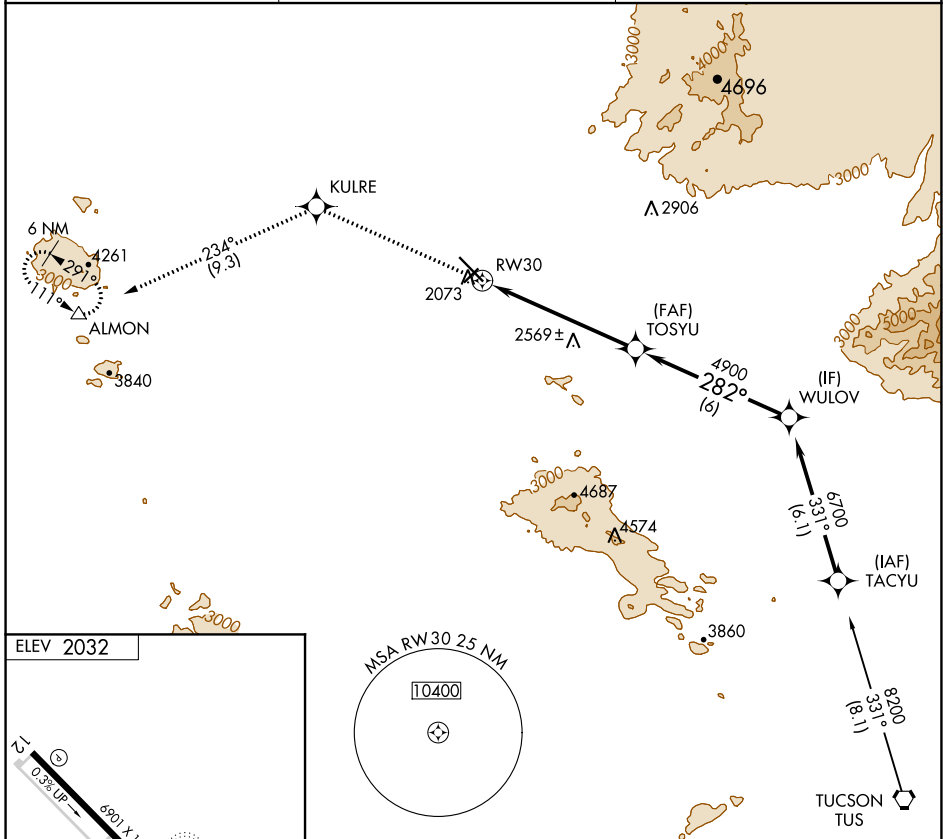 3000
4000
4696
3000
2906
KULRE
6 NM
4261
291°
3000
111°
ALMON
234°
(9.3)
RW30
2073
(FAF)
TOSYU
2569 ±
3840
4900
282°
(6)
(IF)
WULOV
3000
5000
3000
4687
4574
6700
331°
(6.1)
(IAF)
TACYU
3860
3000
8200
331°
(8.1)
TUCSON
TUS
MSA RW30 25 NM
10400
ELEV 2032
12
P
0.3% UP
6901 X